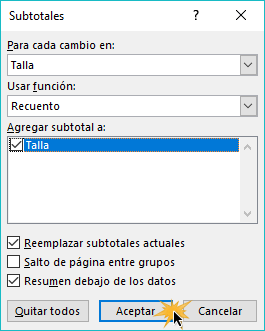 Subtotales
Para cada cambio en:
Talla
Usar función:
Recuento
Agregar subtotal a:
Talla
Reemplazar subtotales actuales
Salto de página entre grupos
Resumen debajo de los datos
Quitar todos Aceptar Cancelar